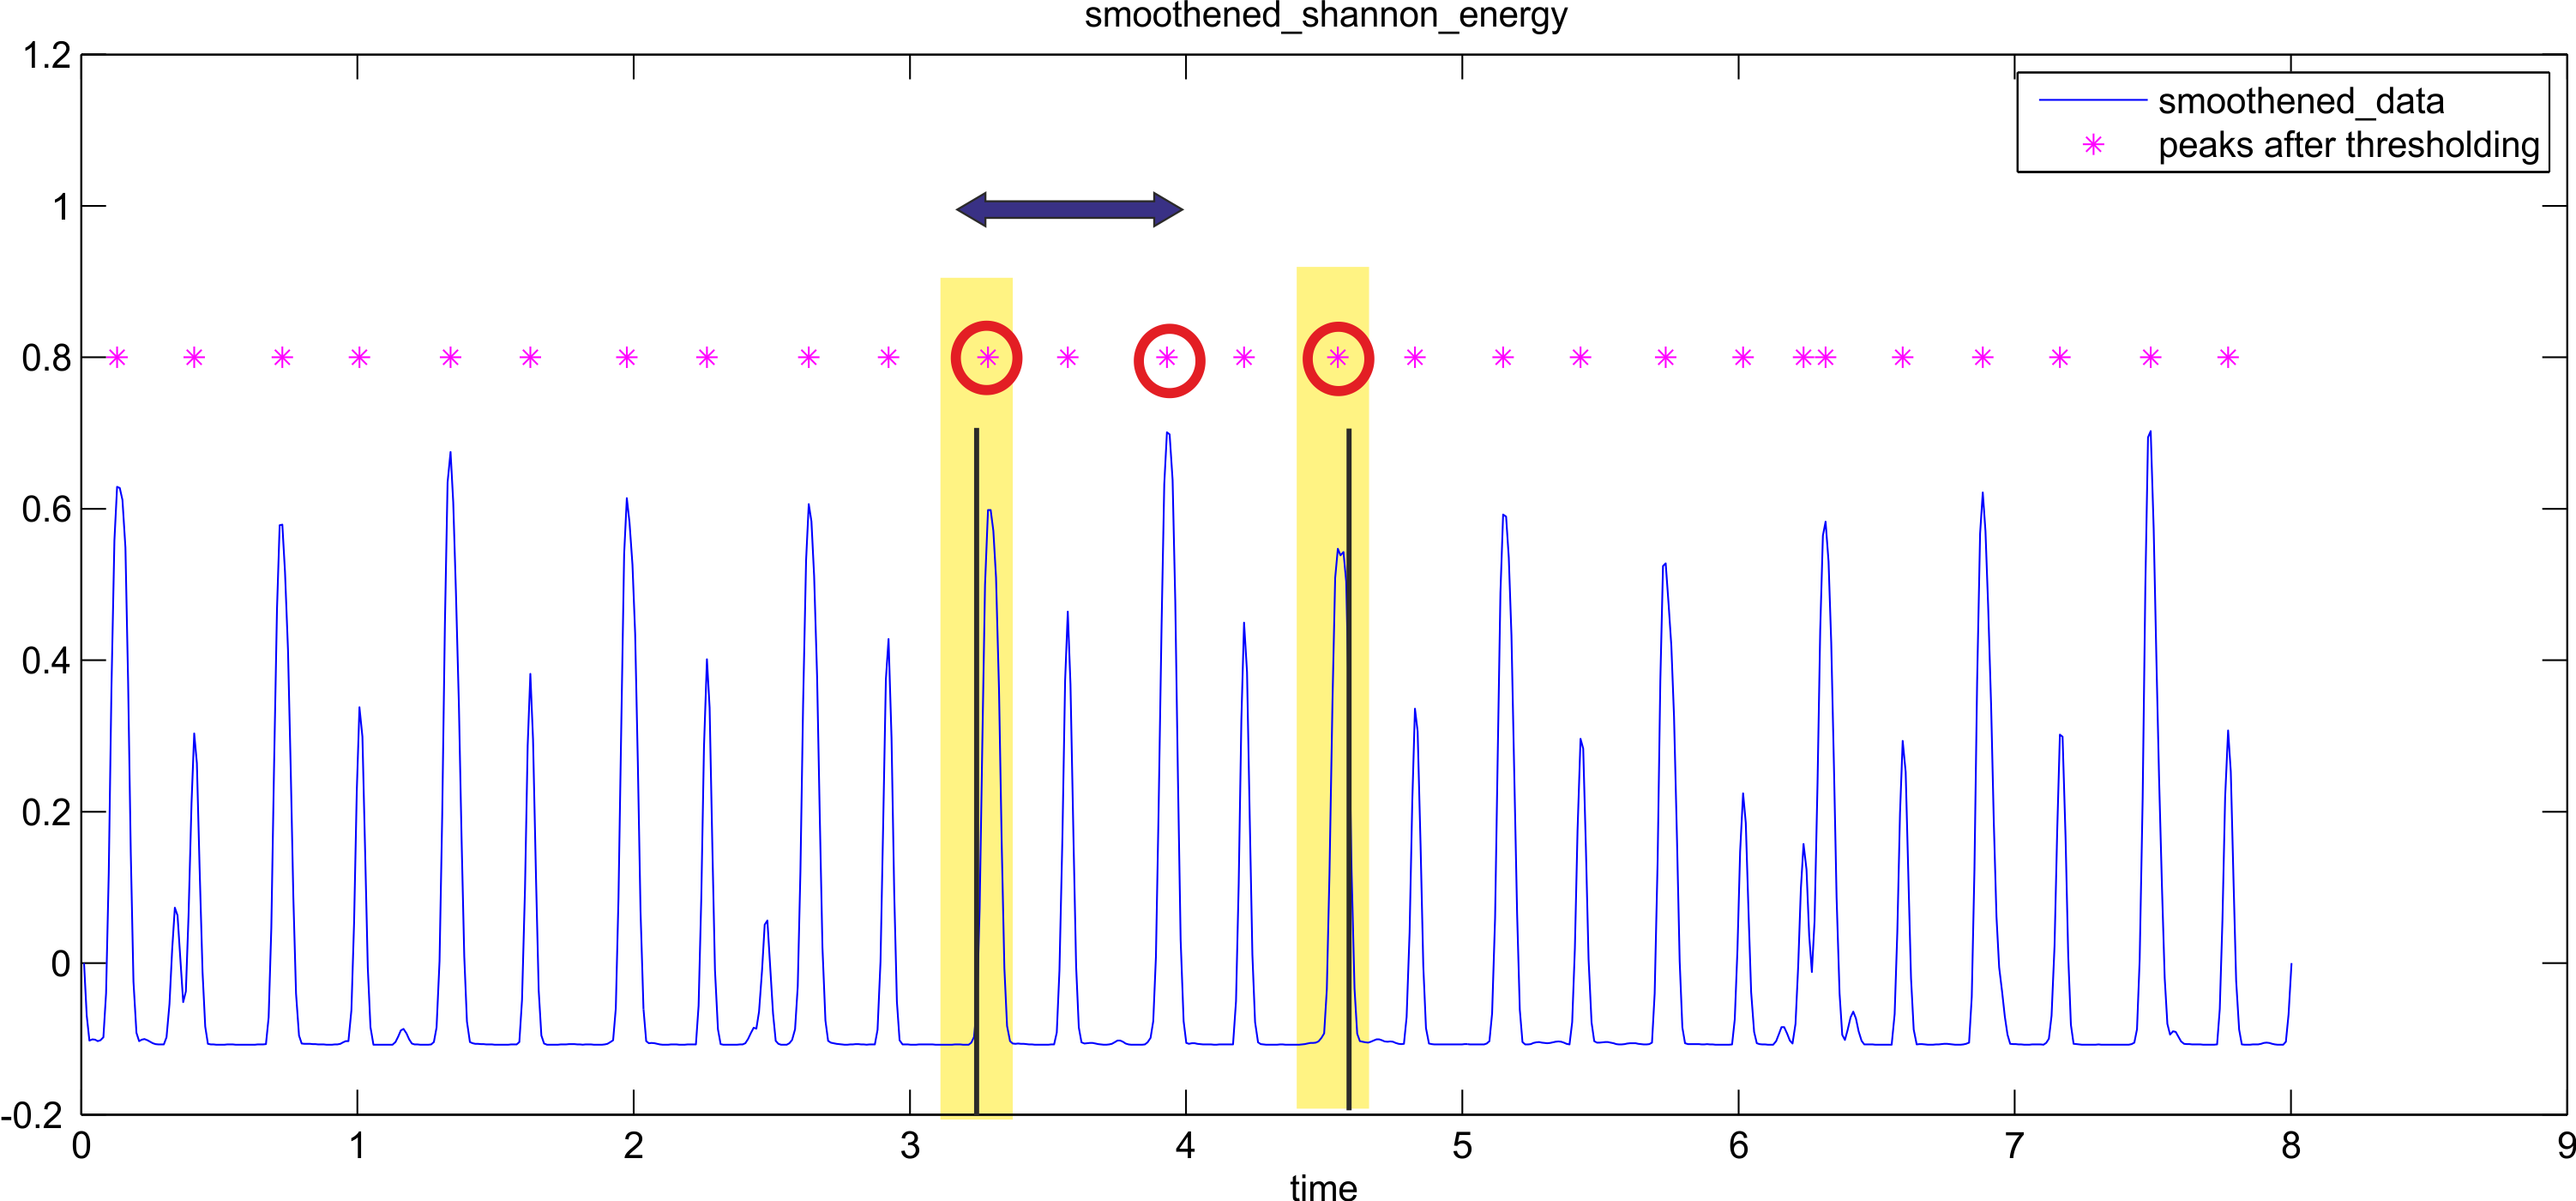 smoothened_shannon_energy
1.2
smoothened_data
peaks after thresholding
1
0.8
0.6
0.4
0.2
0
-0.2
0 1 2 3 4 5 6 7 8 9
time